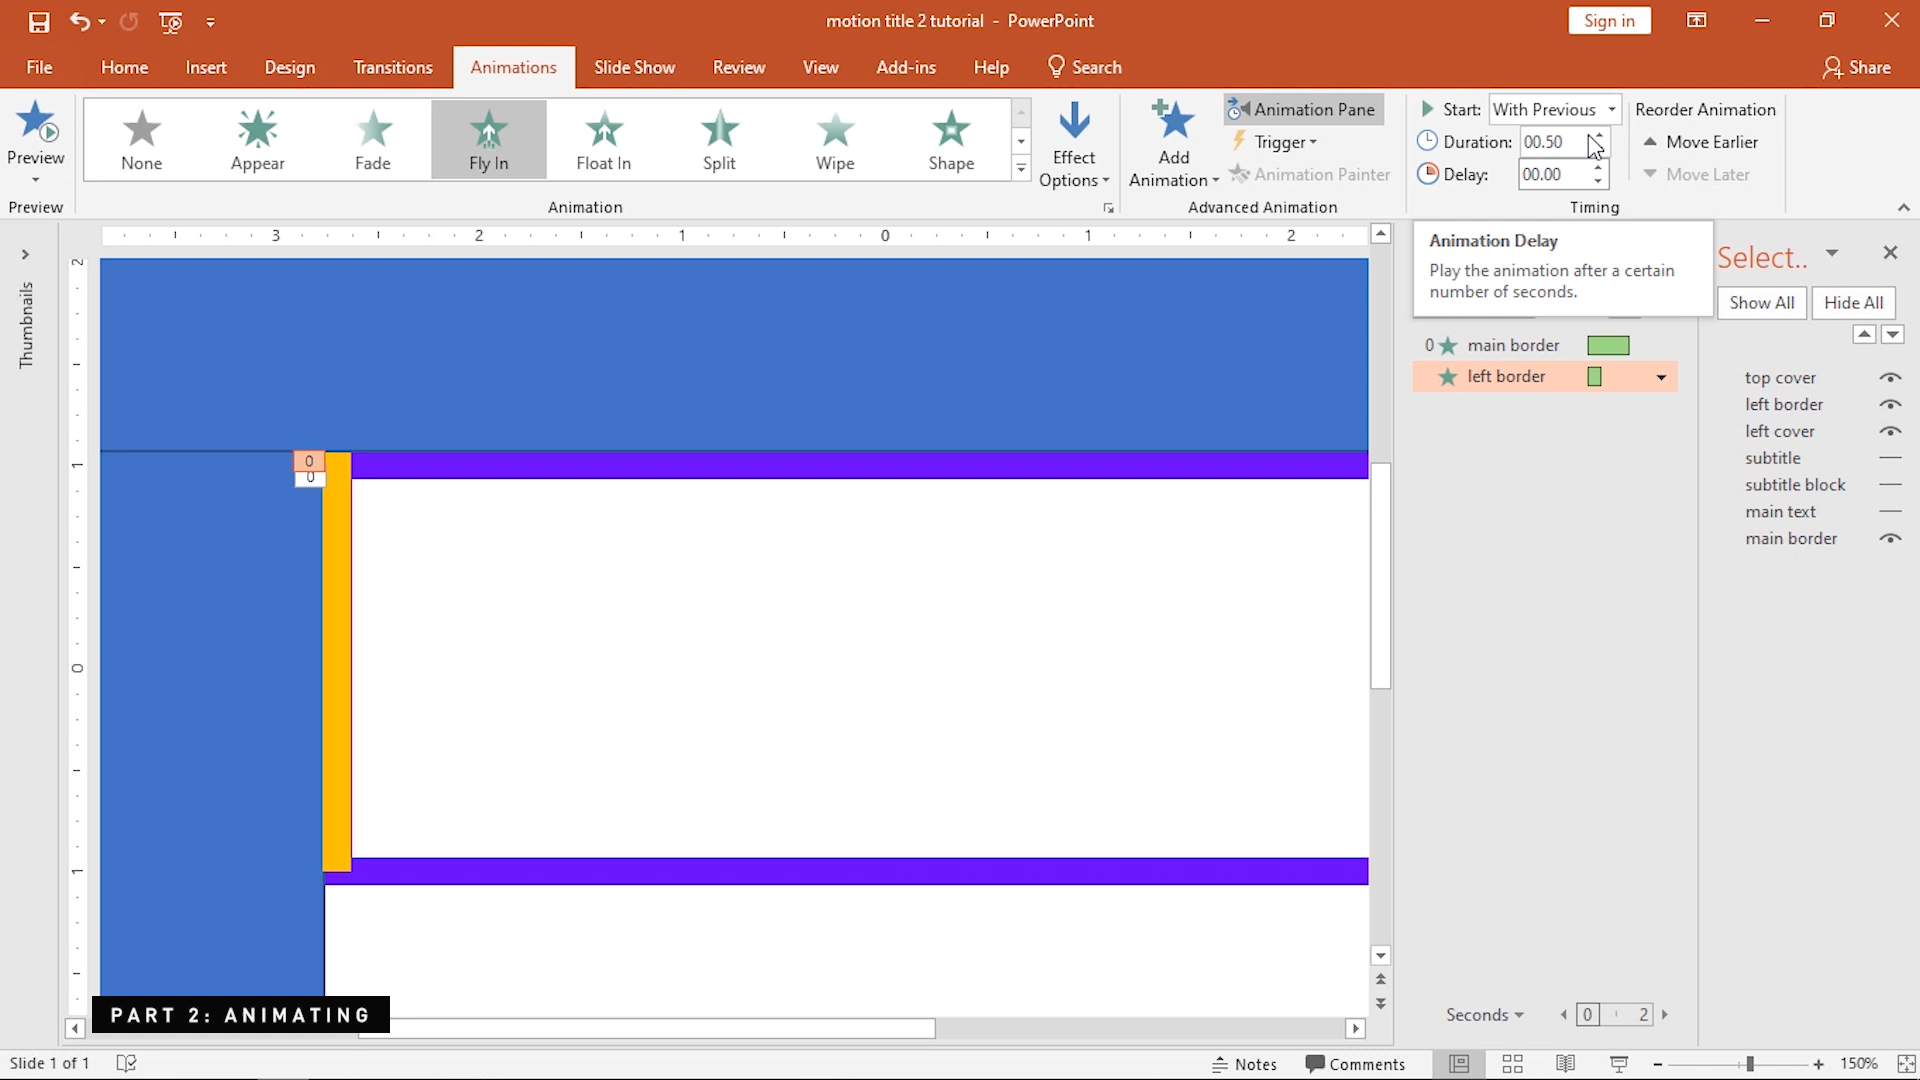 motion title 2 tutorial - PowerPoint
Sign in
File
Home
Insert
Design
Transitions
Animations
Slide Show
Review
View
Add-ins
Help
Search
Share
Preview
None
Appear
Fade
Fly In
Float In
Split
Wipe
Shape
Effect
Options
Add
Animation
Animation Pane
Trigger
Animation Painter
Start: With Previous
Duration: 00.50
Delay: 00.00
Reorder Animation
Move Earlier
Move Later
Preview
Animation
Advanced Animation
Timing
3 2 1 0 1 2
Thumbnails
2
1
0
1
0
0
Animation Delay
Play the animation after a certain
number of seconds.
0 main border
left border
Seconds
0 2
Select..
Show All
Hide All
top cover
left border
left cover
subtitle
subtitle block
main text
main border
PART 2: ANIMATING
Slide 1 of 1
Notes
Comments
150%